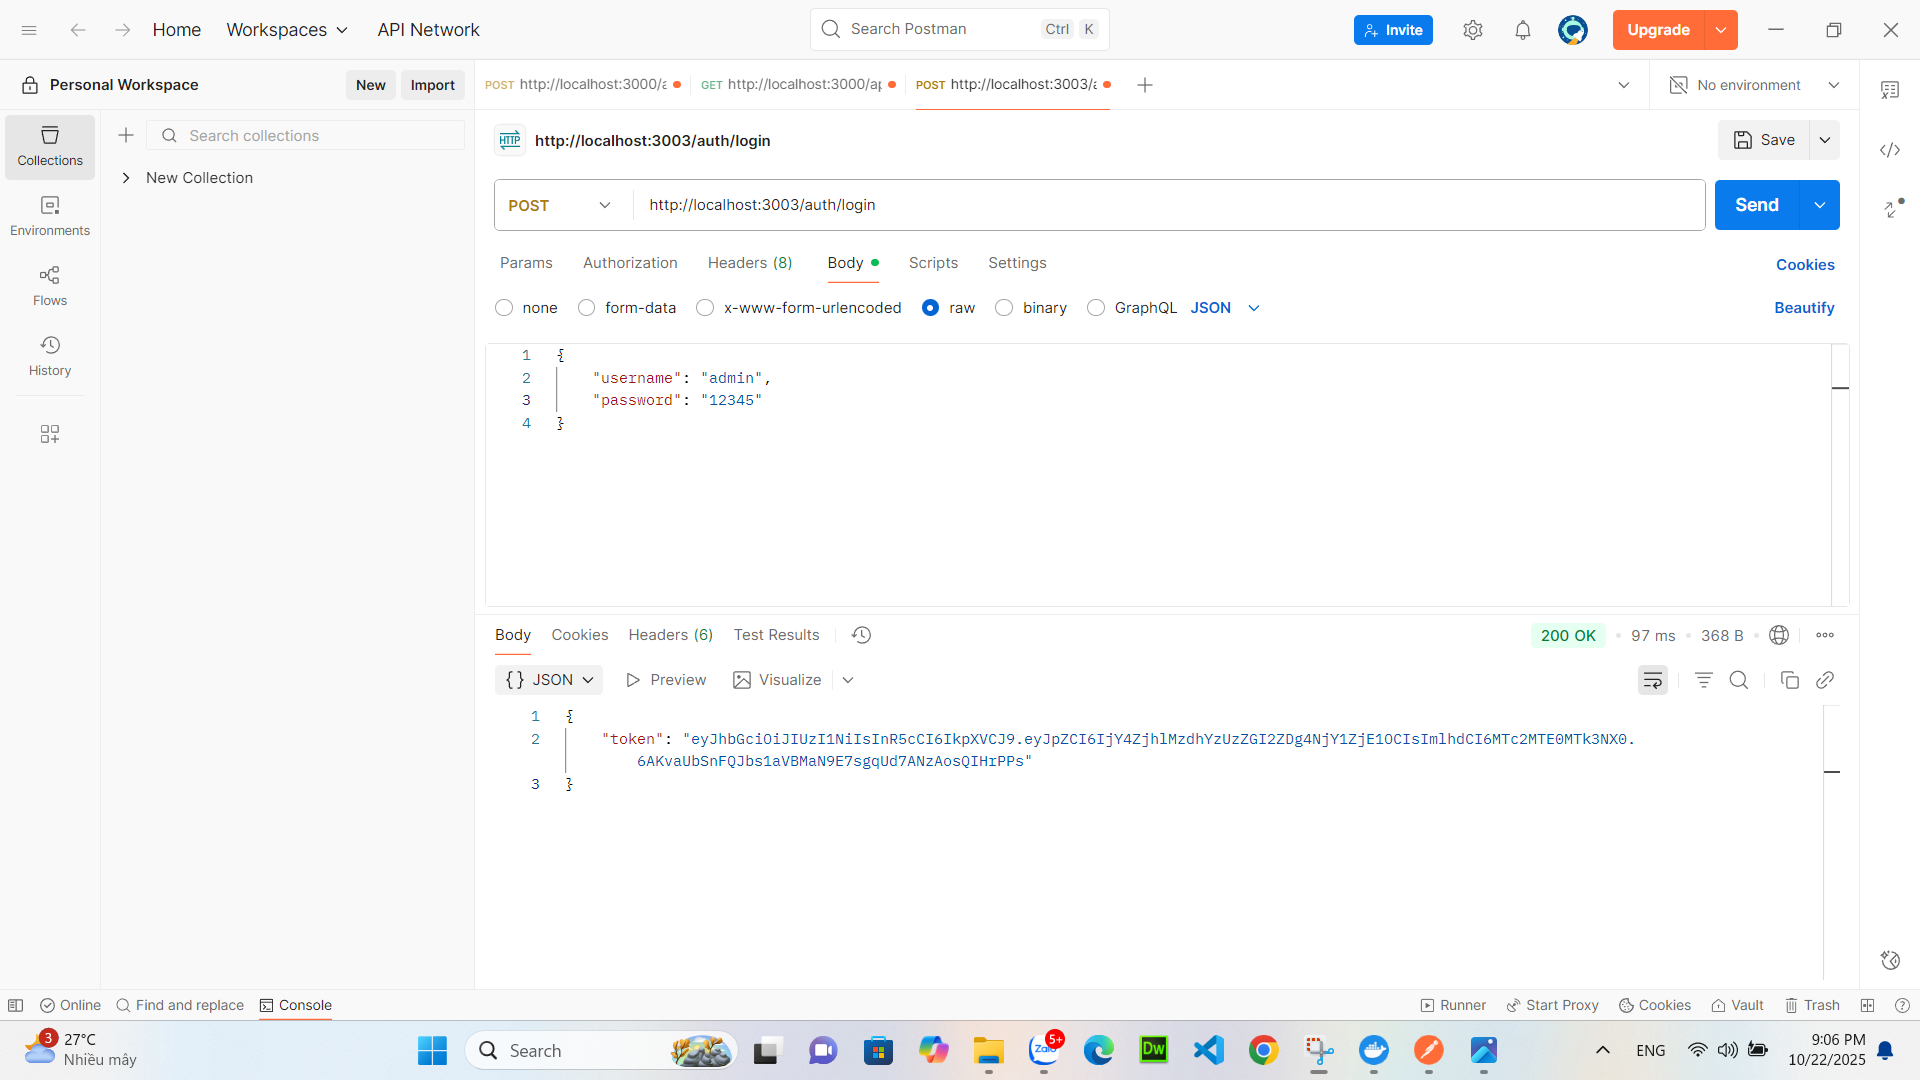 Home
Workspaces
API Network
Search Postman
Ctrl
K
Invite
Upgrade
Personal Workspace
New
Import
POST http://localhost:3000/a
GET http://localhost:3000/ap
POST http://localhost:3003/a
No environment
Collections
Environments
Flows
History
Search collections
New Collection
HTTP
http://localhost:3003/auth/login
Save
POST
http://localhost:3003/auth/login
Send
Params
Authorization
Headers (8)
Body
Scripts
Settings
Cookies
none
form-data
x-www-form-urlencoded
raw
binary
GraphQL
JSON
Beautify
1 {
2 "username": "admin",
3 "password": "12345"
4 }
Body
Cookies
Headers (6)
Test Results
200 OK
97 ms
368 B
{} JSON
Preview
Visualize
1 {
2 "token": "eyJhbGciOiJIUzI1NiIsInR5cCI6IkpXVCJ9.eyJpZCI6IjY4ZjhlMzdhYzUzZGI2ZDg4NjY1ZjE1OCIsImlhdCI6MTc2MTE0MTk3NX0.
6AKvaUbSnFQJbs1aVBMaN9E7sgqUd7ANzAosQIHrPPs"
3 }
Online
Find and replace
Console
Runner
Start Proxy
Cookies
Vault
Trash
3
27°C
Nhiều mây
Search
Zalo
5+
Dw
ENG
9:06 PM
10/22/2025